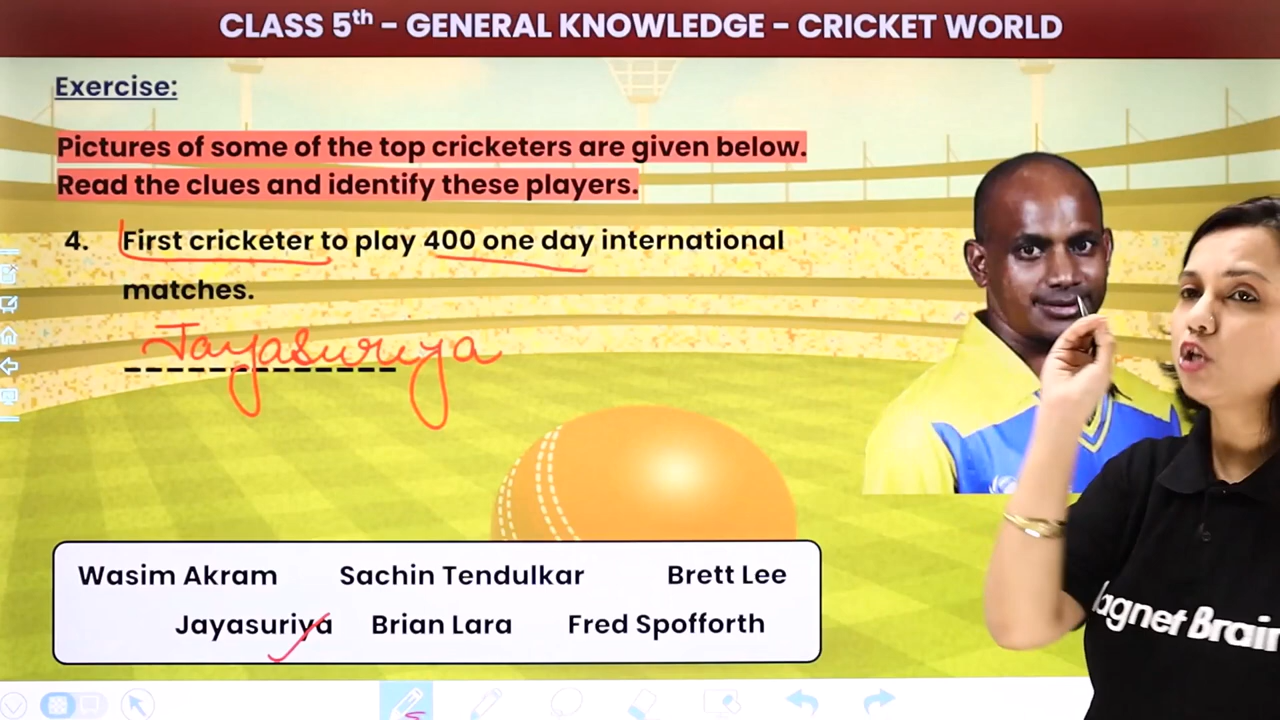 CLASS 5th - GENERAL KNOWLEDGE - CRICKET WORLD
Exercise:
Pictures of some of the top cricketers are given below.
Read the clues and identify these players.
4. First cricketer to play 400 one day international
matches.
Jayasuriya
Wasim Akram Sachin Tendulkar Brett Lee
Jayasuriya Brian Lara Fred Spofforth
agnet Brain